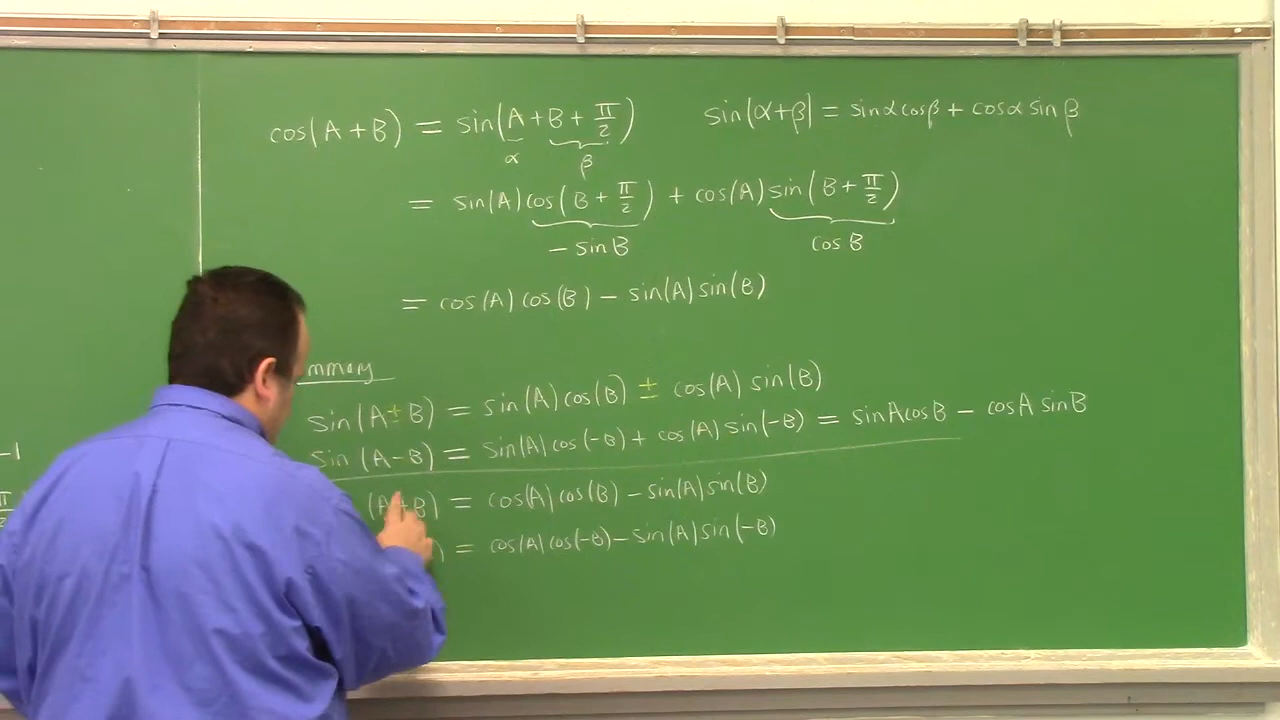 cos(A + B) = sin(A + B + π/2) sin(α+β) = sinα cosβ + cosα sin β
α β
= sin(A) cos(B + π/2) + cos(A) sin(B + π/2)
- sin B cos B
= cos(A) cos(B) - sin(A) sin(B)
mmary
sin(A ± B) = sin(A) cos(B) ± cos(A) sin(B)
sin (A - B) = sin(A) cos(-B) + cos(A) sin(-B) = sinA cosB - cosA sinB
-1
(A+B) = cos(A) cos(B) - sin(A) sin(B)
) = cos(A) cos(-B) - sin(A) sin(-B)